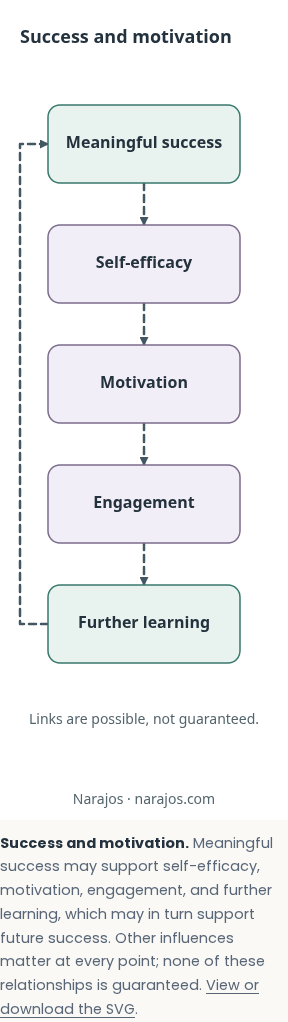 Success and motivation
Meaningful success
Self-efficacy
Motivation
Engagement
Further learning
Links are possible, not guaranteed.
Narajos · narajos.com
Success and motivation. Meaningful
success may support self-efficacy,
motivation, engagement, and further
learning, which may in turn support
future success. Other influences
matter at every point; none of these
relationships is guaranteed. View or
download the SVG.